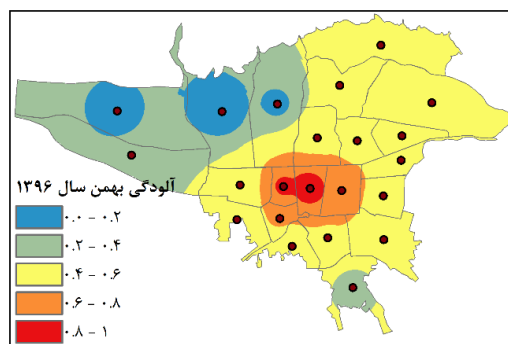 آلودگی بهمن سال ۱۳۹۶
۰.۰ - ۰.۲
۰.۲ - ۰.۴
۰.۴ - ۰.۶
۰.۶ - ۰.۸
۰.۸ - ۱